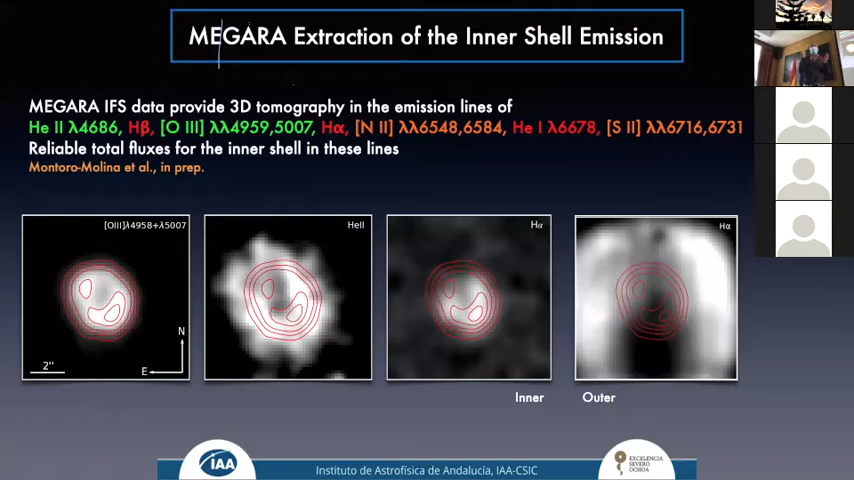 MEGARA Extraction of the Inner Shell Emission
MEGARA IFS data provide 3D tomography in the emission lines of
He II λ4686, Hβ, [O III] λλ4959,5007, Hα, [N II] λλ6548,6584, He I λ6678, [S II] λλ6716,6731
Reliable total fluxes for the inner shell in these lines
Montoro-Molina et al., in prep.
[OIII]λ4958+λ5007
HeII
Hα
Hα
N
2"
E
Inner
Outer
IAA
Instituto de Astrofísica de Andalucía, IAA-CSIC
EXCELENCIA
SEVERO
OCHOA